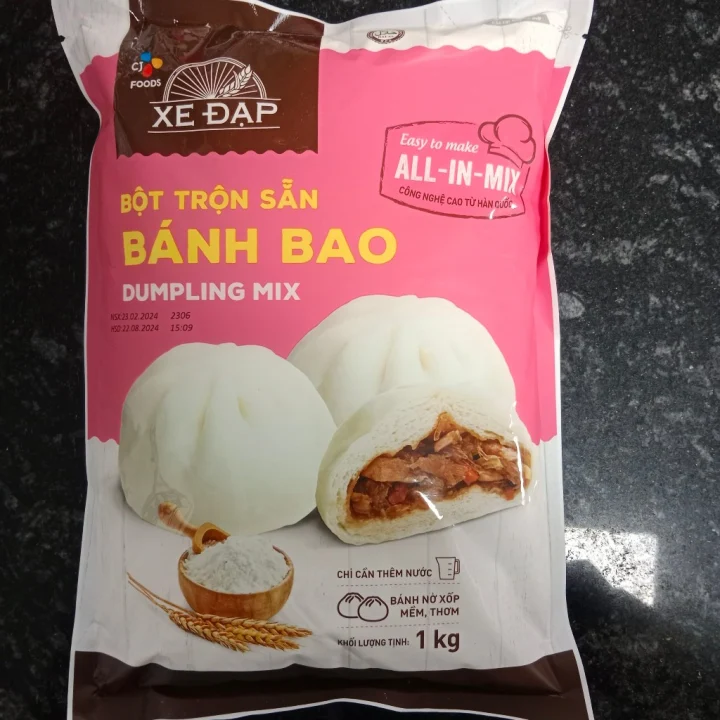 CJ
FOODS
XE ĐẠP
Easy to make
ALL-IN-MIX
CÔNG NGHỆ CAO TỪ HÀN QUỐC
BỘT TRỘN SẴN
BÁNH BAO
DUMPLING MIX
NSX:23.02.2024 2306
HSD:22.08.2024 15:09
CHỈ CẦN THÊM NƯỚC
BÁNH NỞ XỐP
MỀM, THƠM
KHỐI LƯỢNG TỊNH: 1 kg